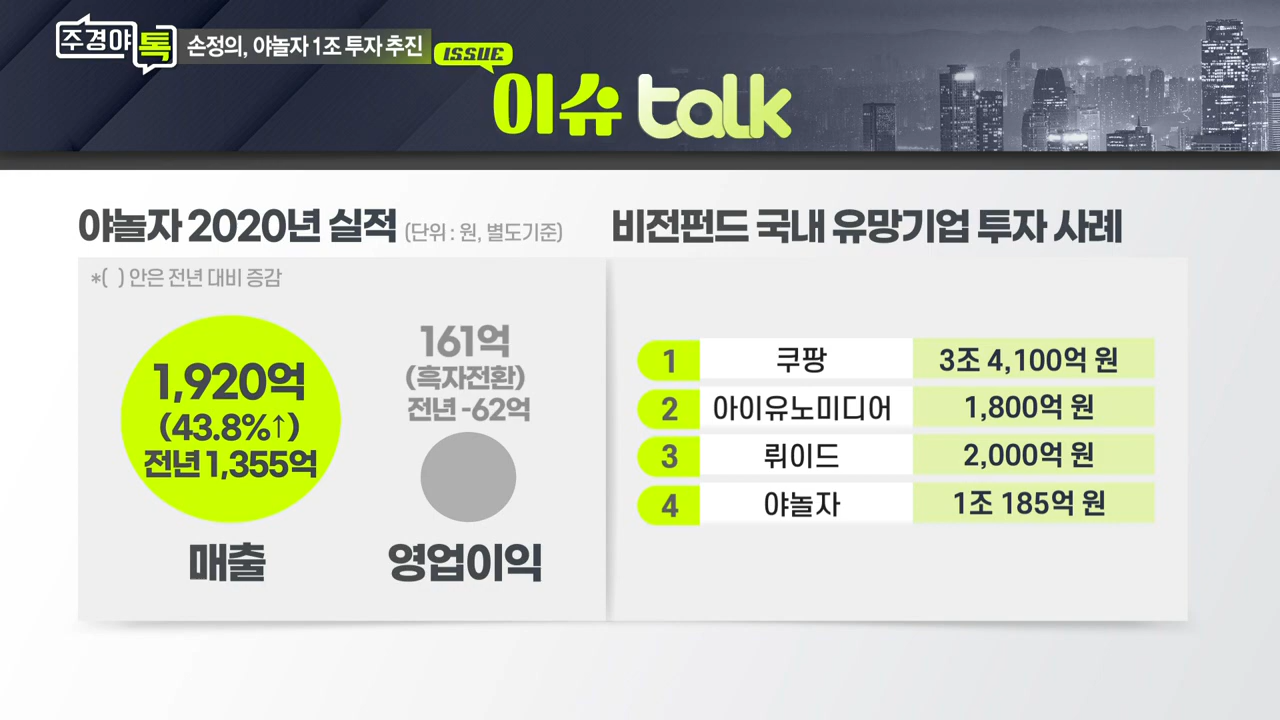 주경야톡
손정의, 야놀자 1조 투자 추진
ISSUE
이슈 talk
야놀자 2020년 실적 (단위 : 원, 별도기준)
*( ) 안은 전년 대비 증감
1,920억
(43.8%↑)
전년 1,355억
매출
161억
(흑자전환)
전년 -62억
영업이익
비전펀드 국내 유망기업 투자 사례
1 쿠팡 3조 4,100억 원
2 아이유노미디어 1,800억 원
3 뤼이드 2,000억 원
4 야놀자 1조 185억 원